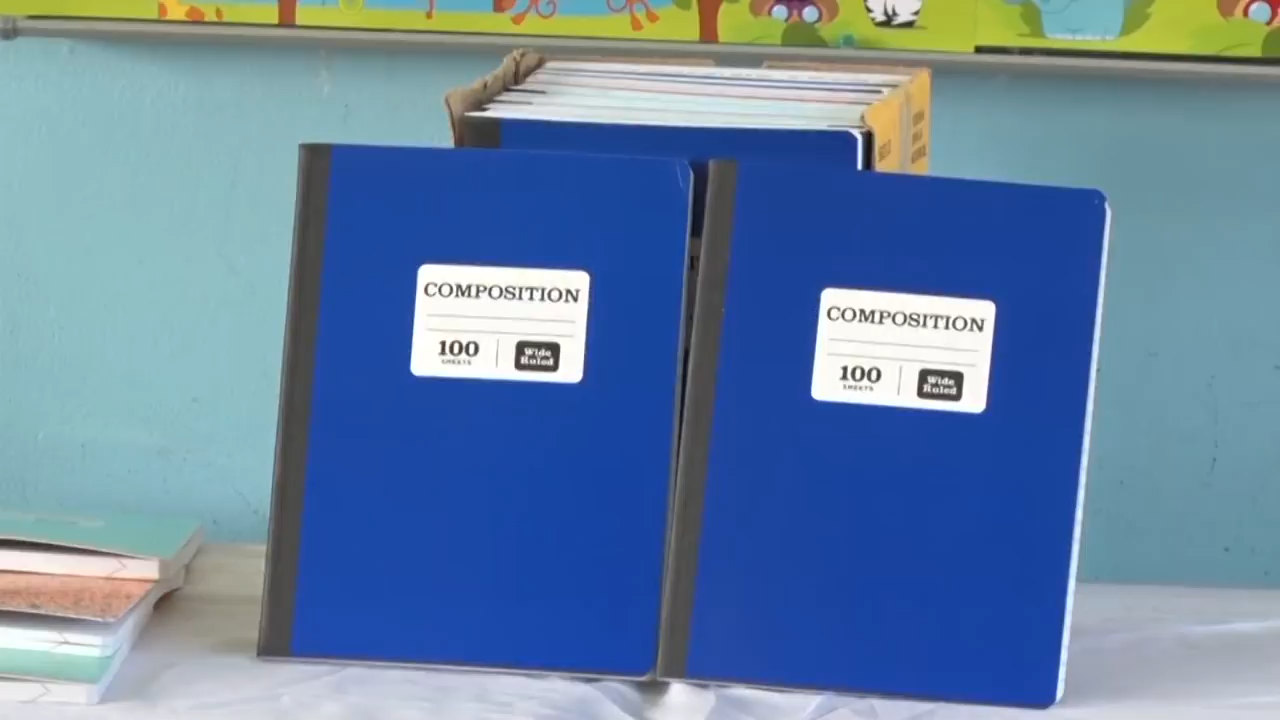 COMPOSITION
100
SHEETS
Wide
Ruled
COMPOSITION
100
SHEETS
Wide
Ruled